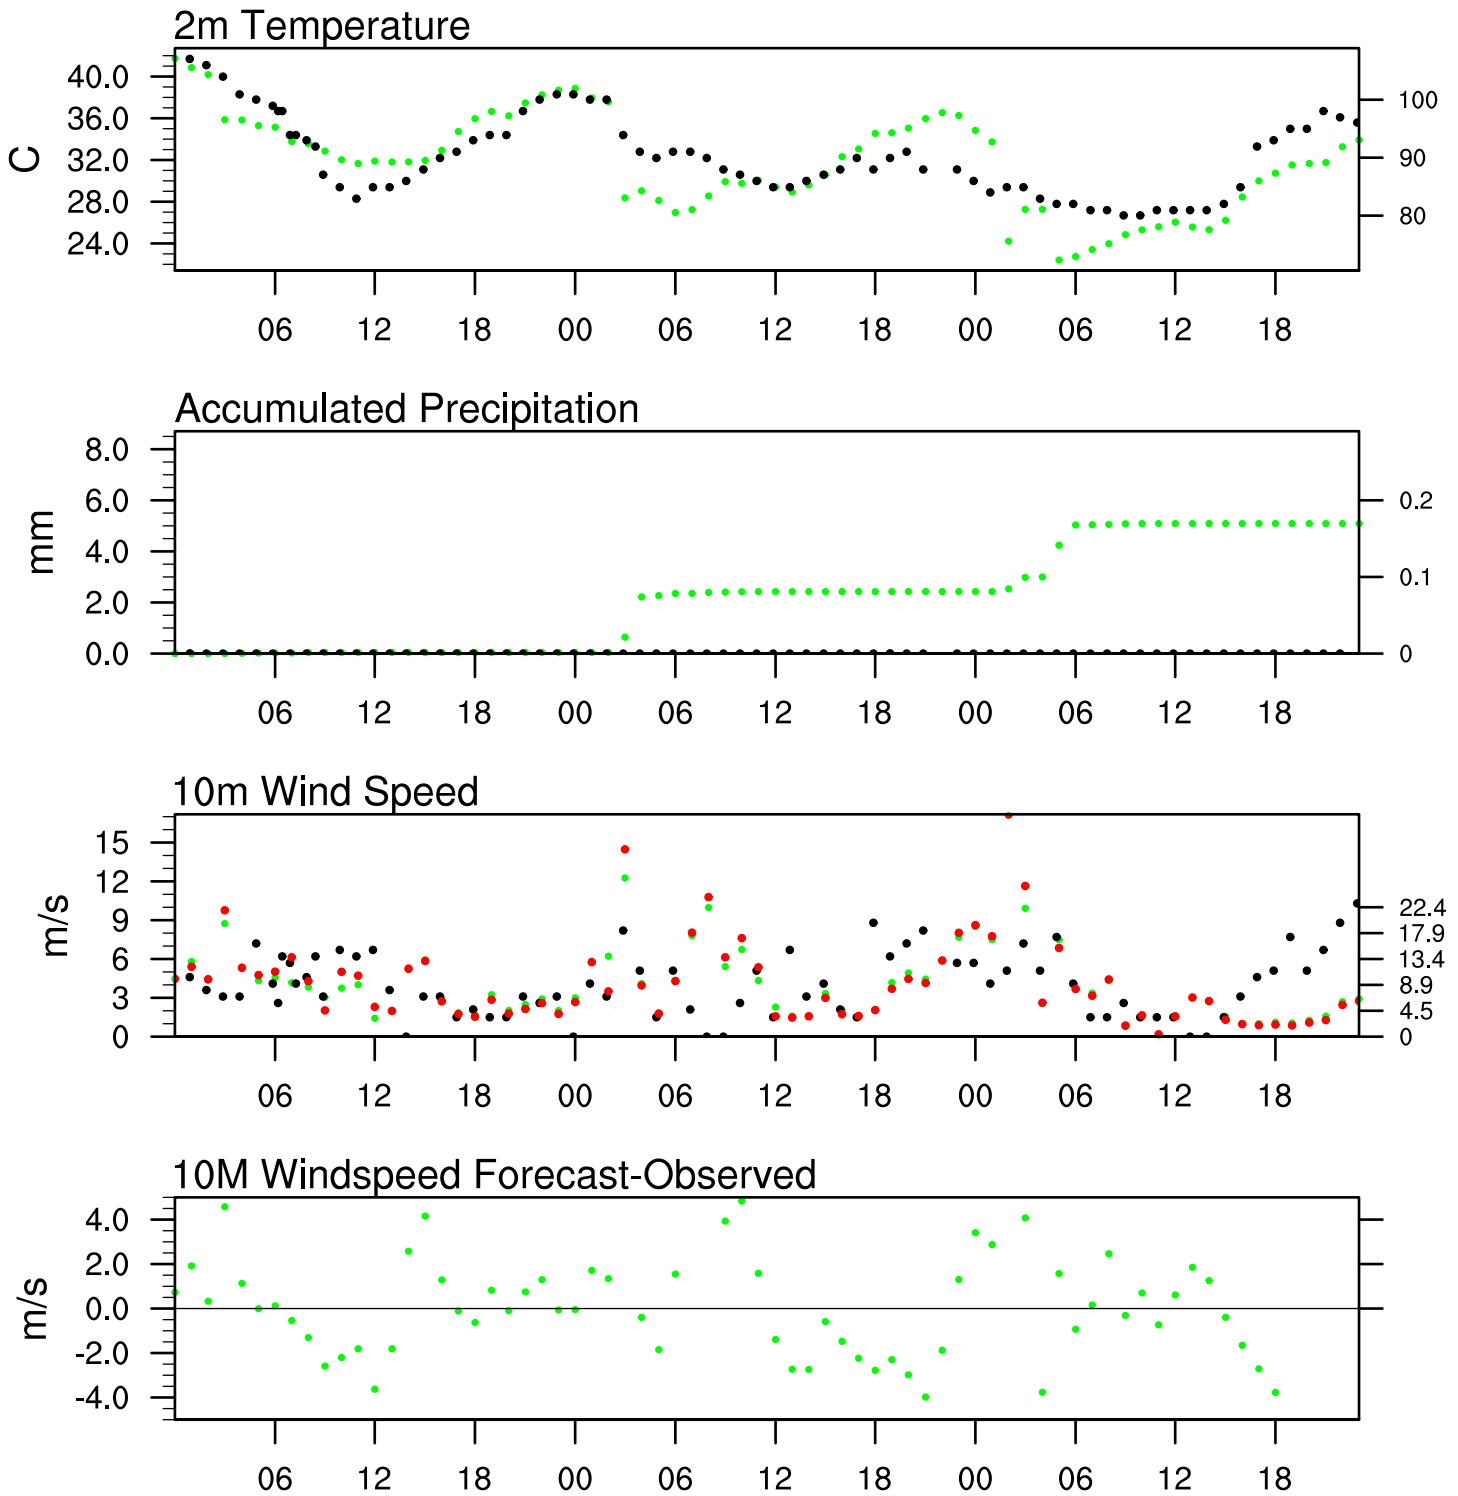 2m Temperature
40.0
36.0
32.0
28.0
24.0
C
100
90
80
06 12 18 00 06 12 18 00 06 12 18
Accumulated Precipitation
8.0
6.0
4.0
2.0
0.0
mm
0.2
0.1
0
06 12 18 00 06 12 18 00 06 12 18
10m Wind Speed
15
12
9
6
3
0
m/s
22.4
17.9
13.4
8.9
4.5
0
06 12 18 00 06 12 18 00 06 12 18
10M Windspeed Forecast-Observed
4.0
2.0
0.0
-2.0
-4.0
m/s
06 12 18 00 06 12 18 00 06 12 18